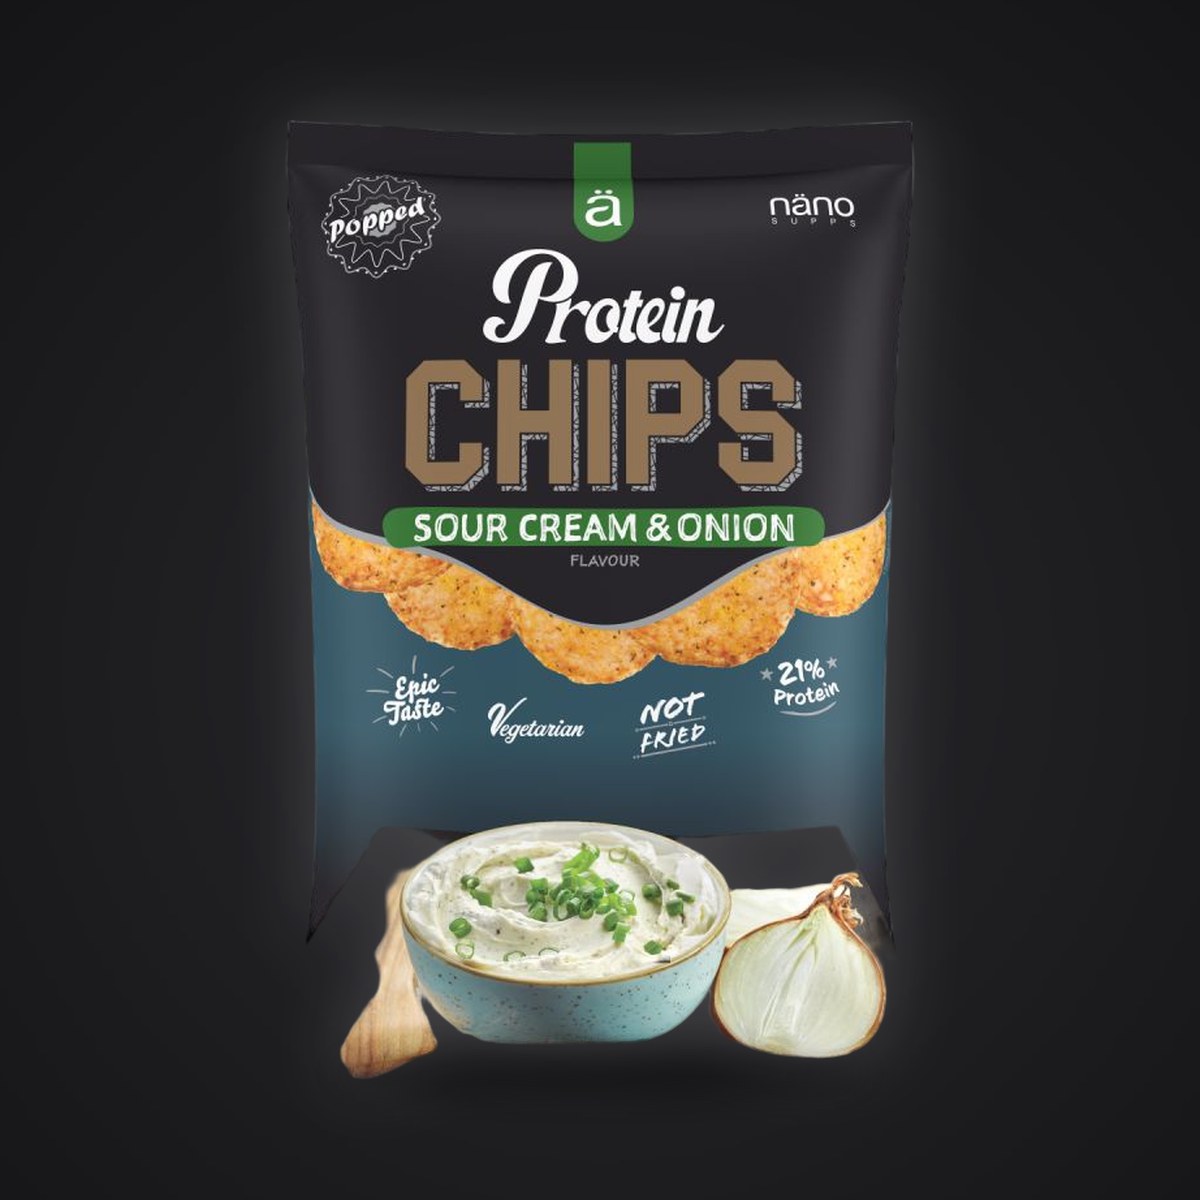 ä
Popped
näno
SUPPS
Protein
CHIPS
SOUR CREAM & ONION
FLAVOUR
Epic
Taste
Vegetarian
NOT
FRIED
21%
Protein